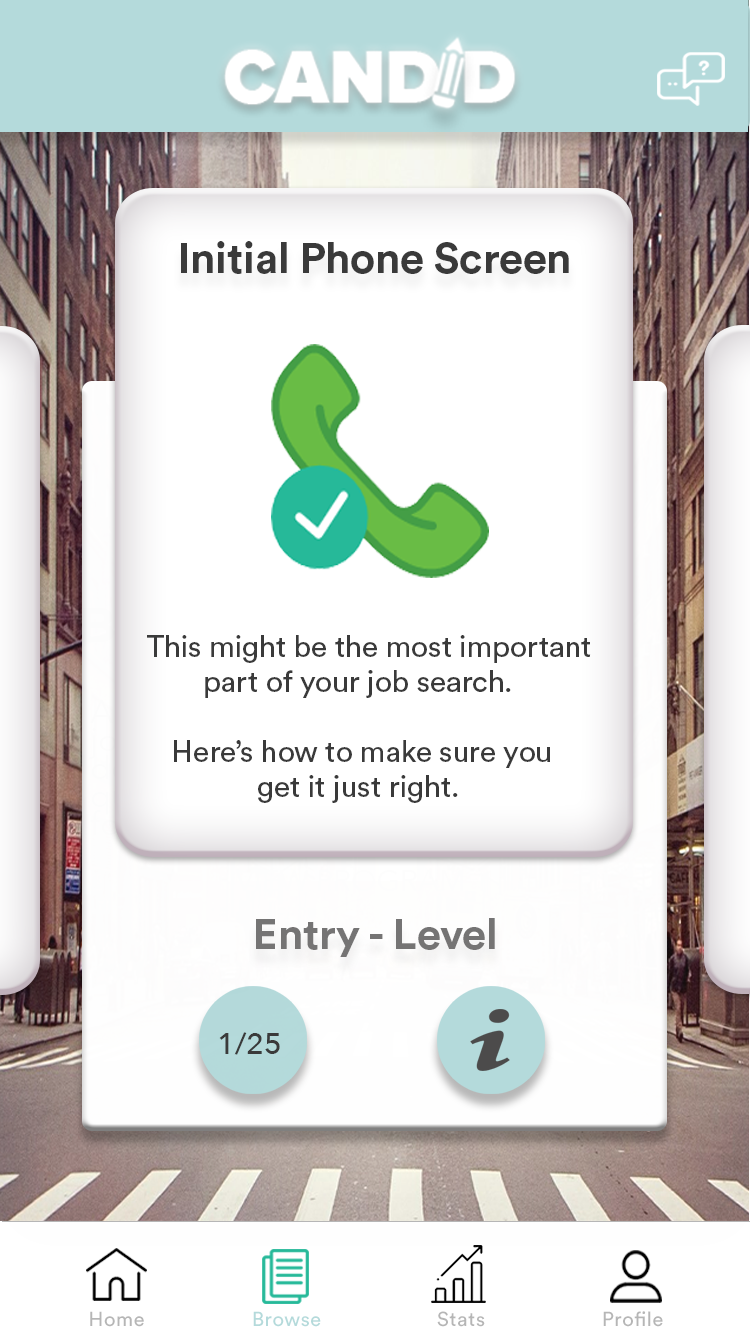 CANDID
?
Initial Phone Screen
This might be the most important
part of your job search.
Here's how to make sure you
get it just right.
Entry - Level
1/25
i
Home
Browse
Stats
Profile